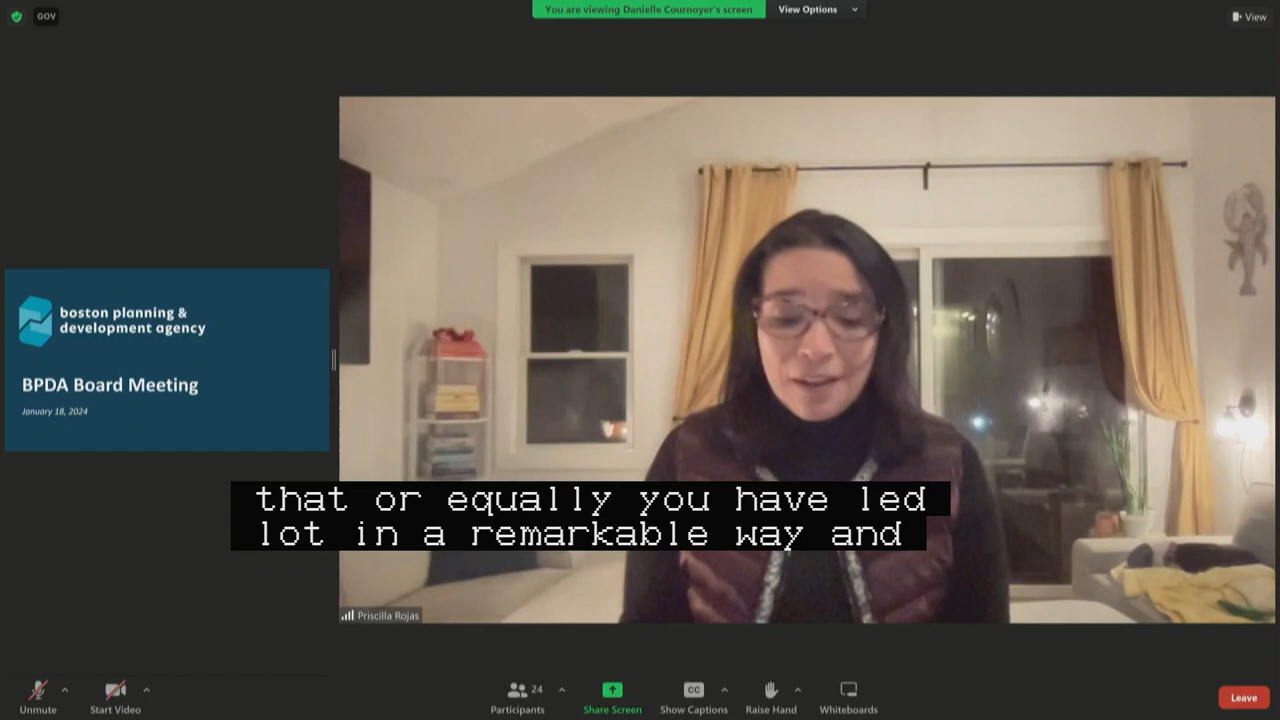 GOV
You are viewing Danielle Cournoyer's screen
View Options
View
boston planning &
development agency
BPDA Board Meeting
January 18, 2024
that or equally you have led
lot in a remarkable way and
Priscilla Rojas
Unmute
Start Video
24
Participants
Share Screen
CC
Show Captions
Raise Hand
Whiteboards
Leave